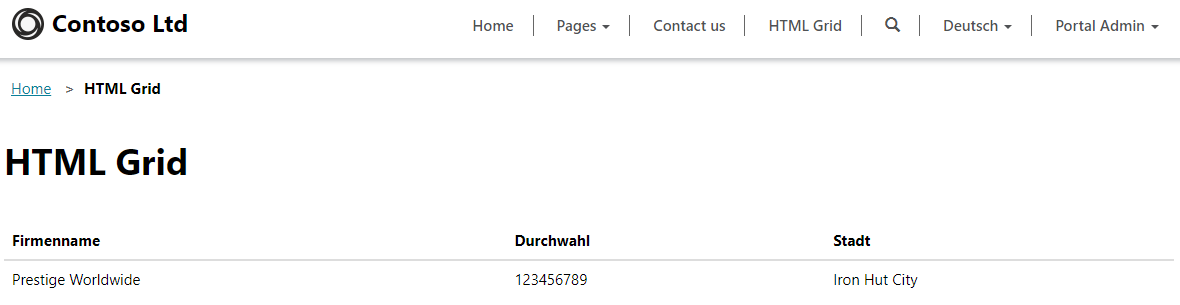 Contoso Ltd Home Pages Contact us HTML Grid Deutsch Portal Admin
Home > HTML Grid
HTML Grid
Firmenname Durchwahl Stadt
Prestige Worldwide 123456789 Iron Hut City